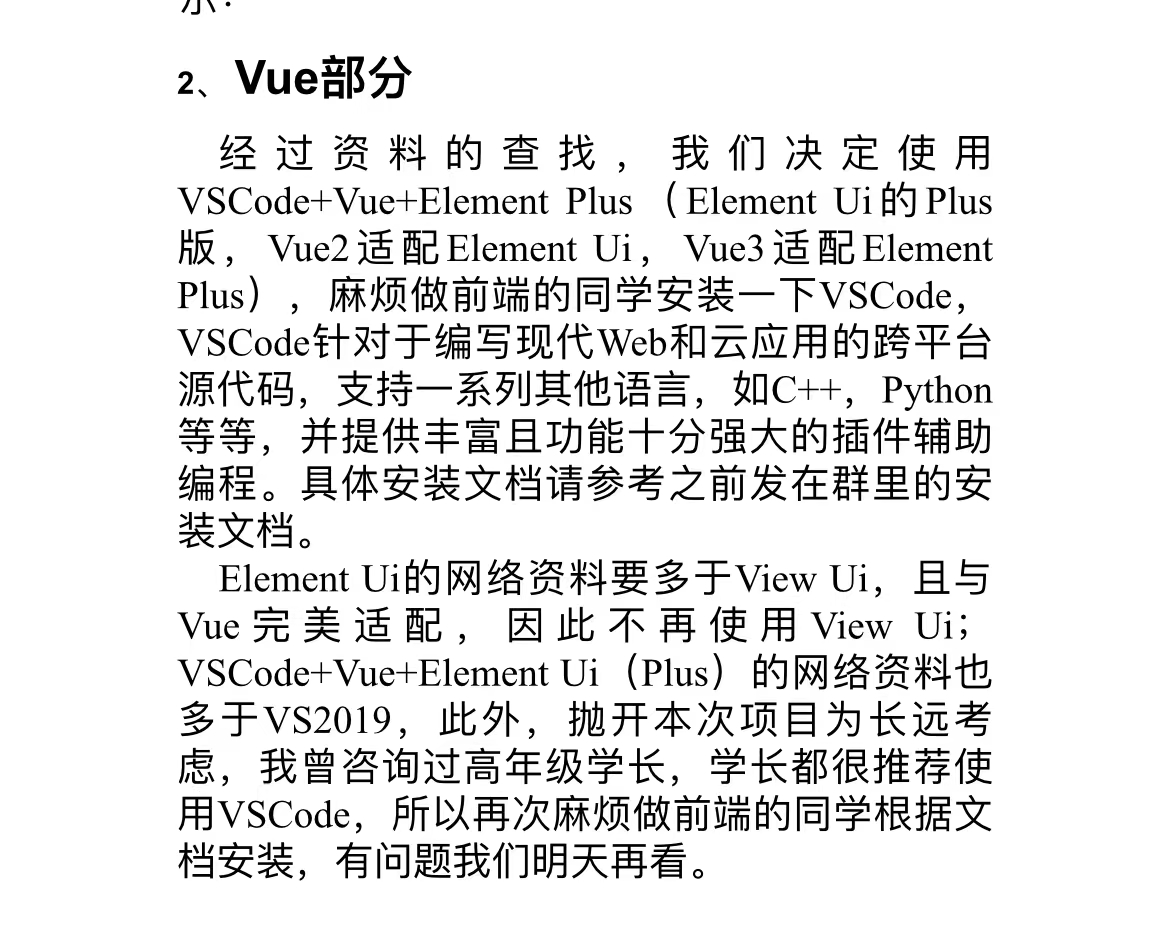 2、Vue部分
经过资料的查找，我们决定使用
VSCode+Vue+Element Plus（Element Ui的Plus
版，Vue2适配Element Ui，Vue3适配Element
Plus），麻烦做前端的同学安装一下VSCode，
VSCode针对于编写现代Web和云应用的跨平台
源代码，支持一系列其他语言，如C++，Python
等等，并提供丰富且功能十分强大的插件辅助
编程。具体安装文档请参考之前发在群里的安
装文档。
Element Ui的网络资料要多于View Ui，且与
Vue完美适配，因此不再使用View Ui；
VSCode+Vue+Element Ui（Plus）的网络资料也
多于VS2019，此外，抛开本次项目为长远考
虑，我曾咨询过高年级学长，学长都很推荐使
用VSCode，所以再次麻烦做前端的同学根据文
档安装，有问题我们明天再看。